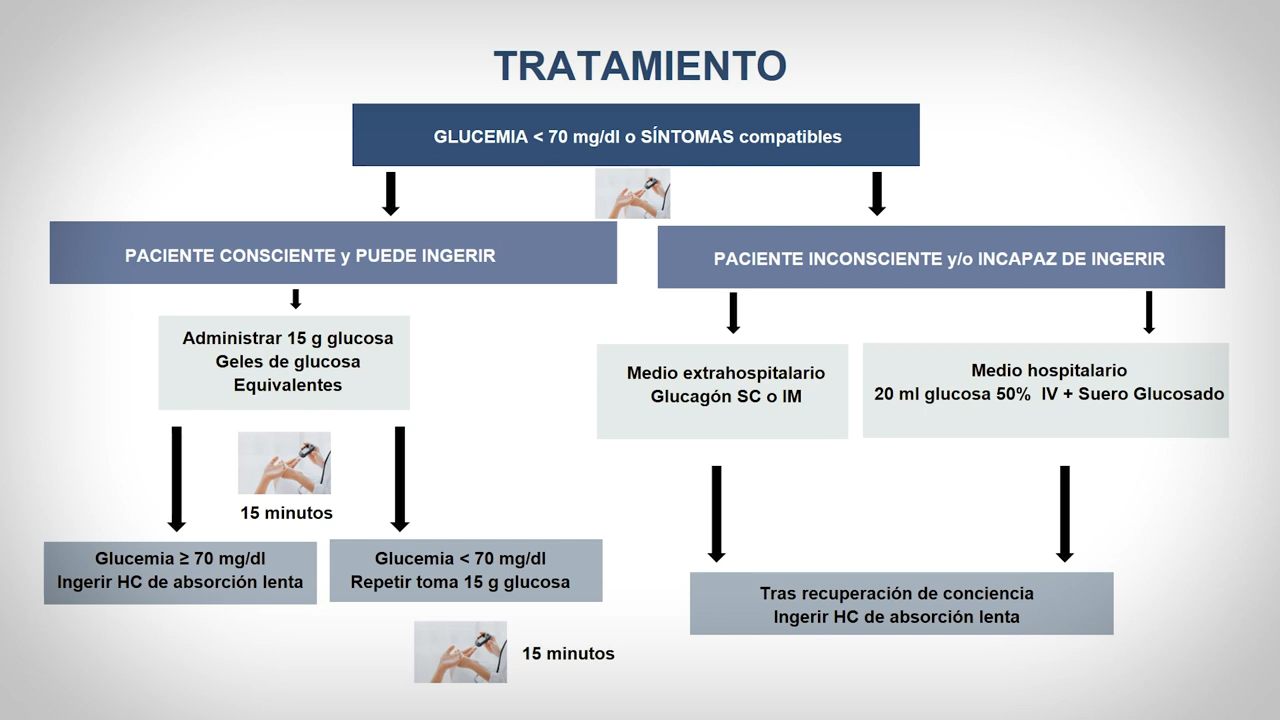 TRATAMIENTO
GLUCEMIA < 70 mg/dl o SÍNTOMAS compatibles
PACIENTE CONSCIENTE y PUEDE INGERIR
PACIENTE INCONSCIENTE y/o INCAPAZ DE INGERIR
Administrar 15 g glucosa
Geles de glucosa
Equivalentes
Medio extrahospitalario
Glucagón SC o IM
Medio hospitalario
20 ml glucosa 50% IV + Suero Glucosado
15 minutos
Glucemia ≥ 70 mg/dl
Ingerir HC de absorción lenta
Glucemia < 70 mg/dl
Repetir toma 15 g glucosa
Tras recuperación de conciencia
Ingerir HC de absorción lenta
15 minutos